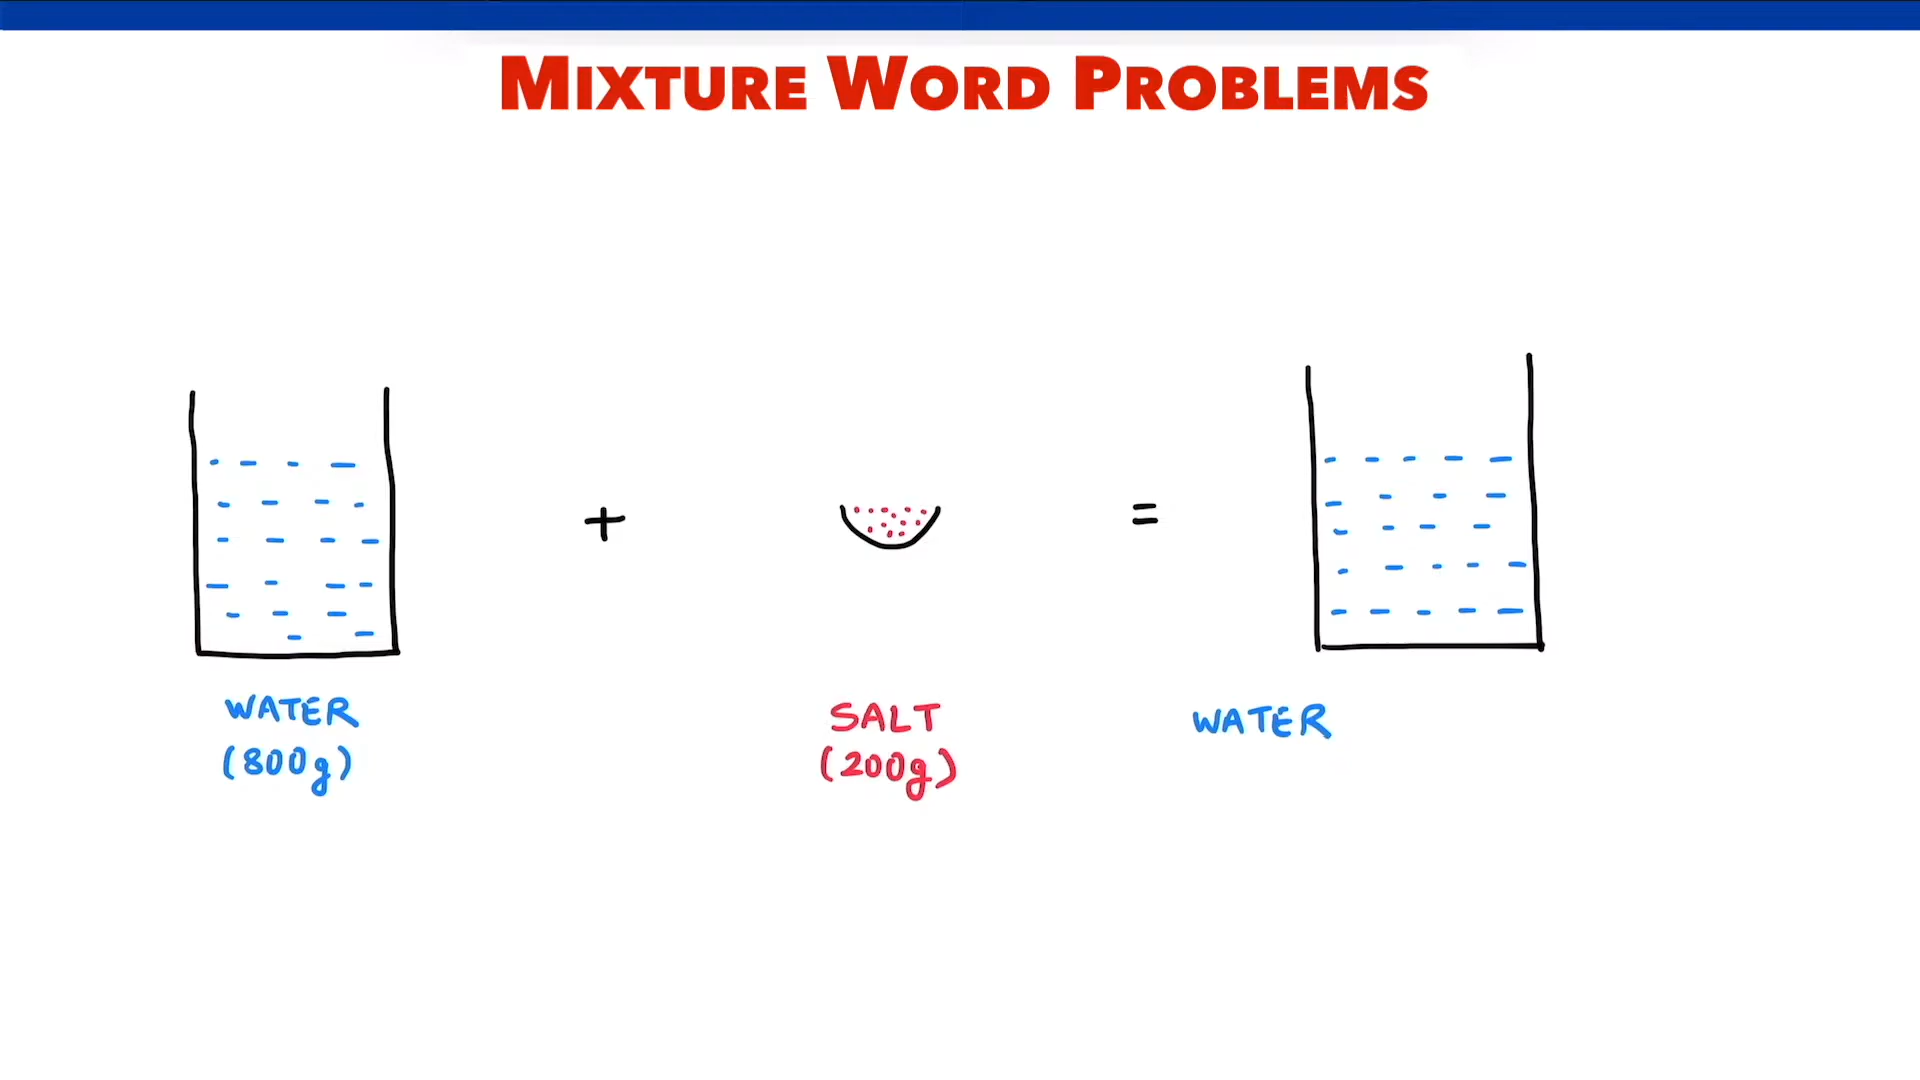 MIXTURE WORD PROBLEMS
+
=
WATER
(800g)
SALT
(200g)
WATER